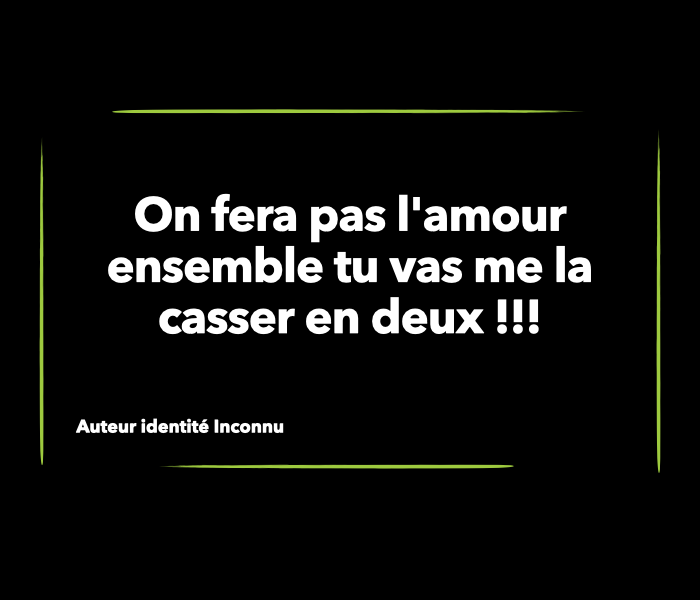 On fera pas l'amour
ensemble tu vas me la
casser en deux !!!
Auteur identité Inconnu